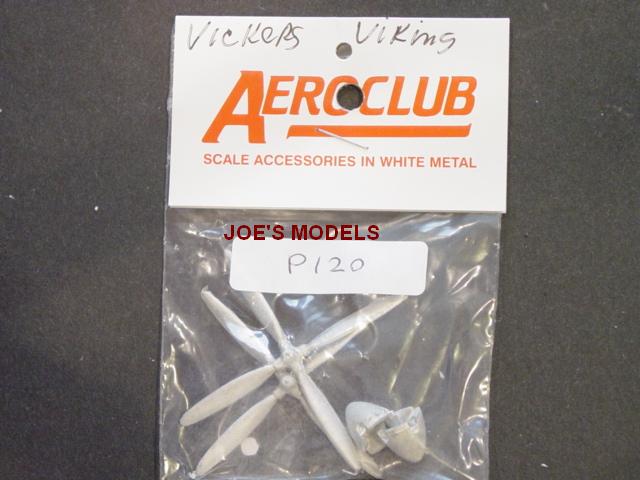 Vickers Viking
AEROCLUB
SCALE ACCESSORIES IN WHITE METAL
JOE'S MODELS
P120